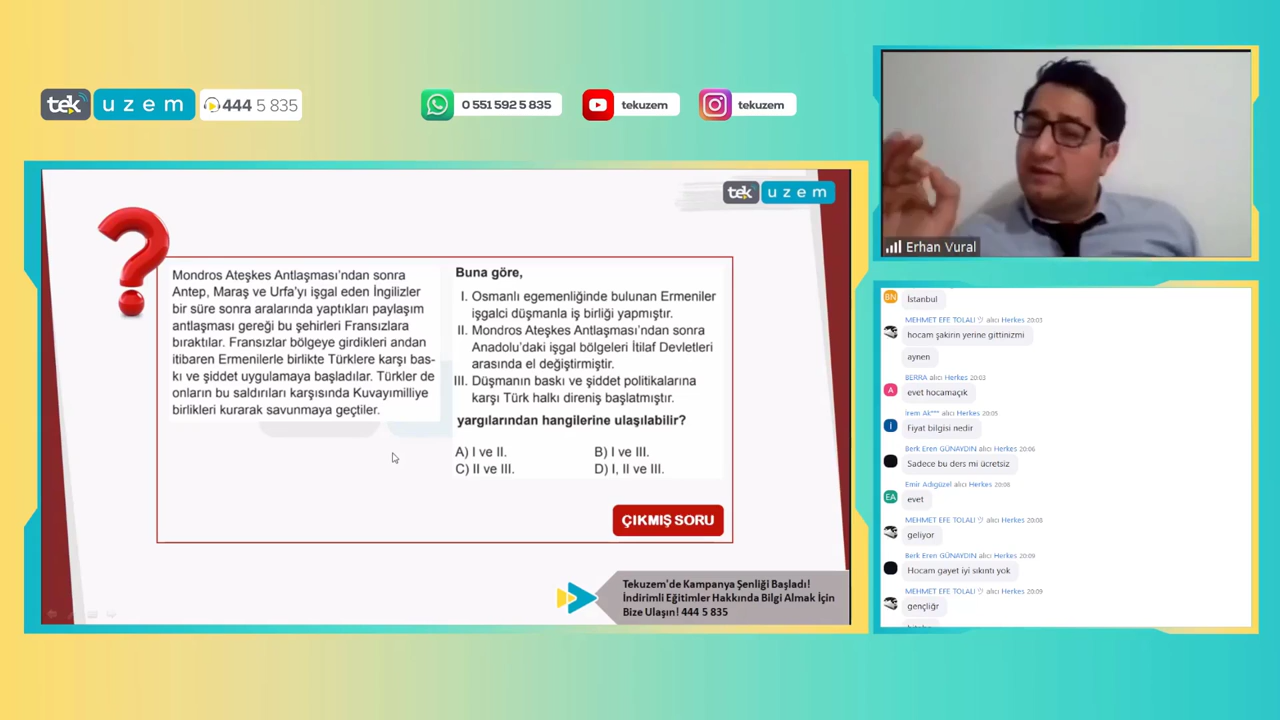 tek uzem 444 5 835
0 551 592 5 835
tekuzem
tekuzem
tek uzem
Mondros Ateşkes Antlaşması'ndan sonra
Antep, Maraş ve Urfa'yı işgal eden İngilizler
bir süre sonra aralarında yaptıkları paylaşım
antlaşması gereği bu şehirleri Fransızlara
bıraktılar. Fransızlar bölgeye girdikleri andan
itibaren Ermenilerle birlikte Türklere karşı bas-
kı ve şiddet uygulamaya başladılar. Türkler de
onların bu saldırıları karşısında Kuvayımilliye
birlikleri kurarak savunmaya geçtiler.
Buna göre,
I. Osmanlı egemenliğinde bulunan Ermeniler
işgalci düşmanla iş birliği yapmıştır.
II. Mondros Ateşkes Antlaşması'ndan sonra
Anadolu'daki işgal bölgeleri İtilaf Devletleri
arasında el değiştirmiştir.
III. Düşmanın baskı ve şiddet politikalarına
karşı Türk halkı direniş başlatmıştır.
yargılarından hangilerine ulaşılabilir?
A) I ve II. B) I ve III.
C) II ve III. D) I, II ve III.
ÇIKMIŞ SORU
Tekuzem'de Kampanya Şenliği Başladı!
İndirimli Eğitimler Hakkında Bilgi Almak İçin
Bize Ulaşın! 444 5 835
Erhan Vural
BN İstanbul
MEHMET EFE TOLALI alıcı Herkes 20:03
hocam şakirin yerine gittinizmi
aynen
BERRA alıcı Herkes 20:03
A evet hocamaçık
İrem Ak*** alıcı Herkes 20:05
İ Fiyat bilgisi nedir
Berk Eren GÜNAYDIN alıcı Herkes 20:06
Sadece bu ders mi ücretsiz
Emir Adıgüzel alıcı Herkes 20:08
EA evet
MEHMET EFE TOLALI alıcı Herkes 20:08
geliyor
Berk Eren GÜNAYDIN alıcı Herkes 20:09
Hocam gayet iyi sıkıntı yok
MEHMET EFE TOLALI alıcı Herkes 20:09
gençliğr